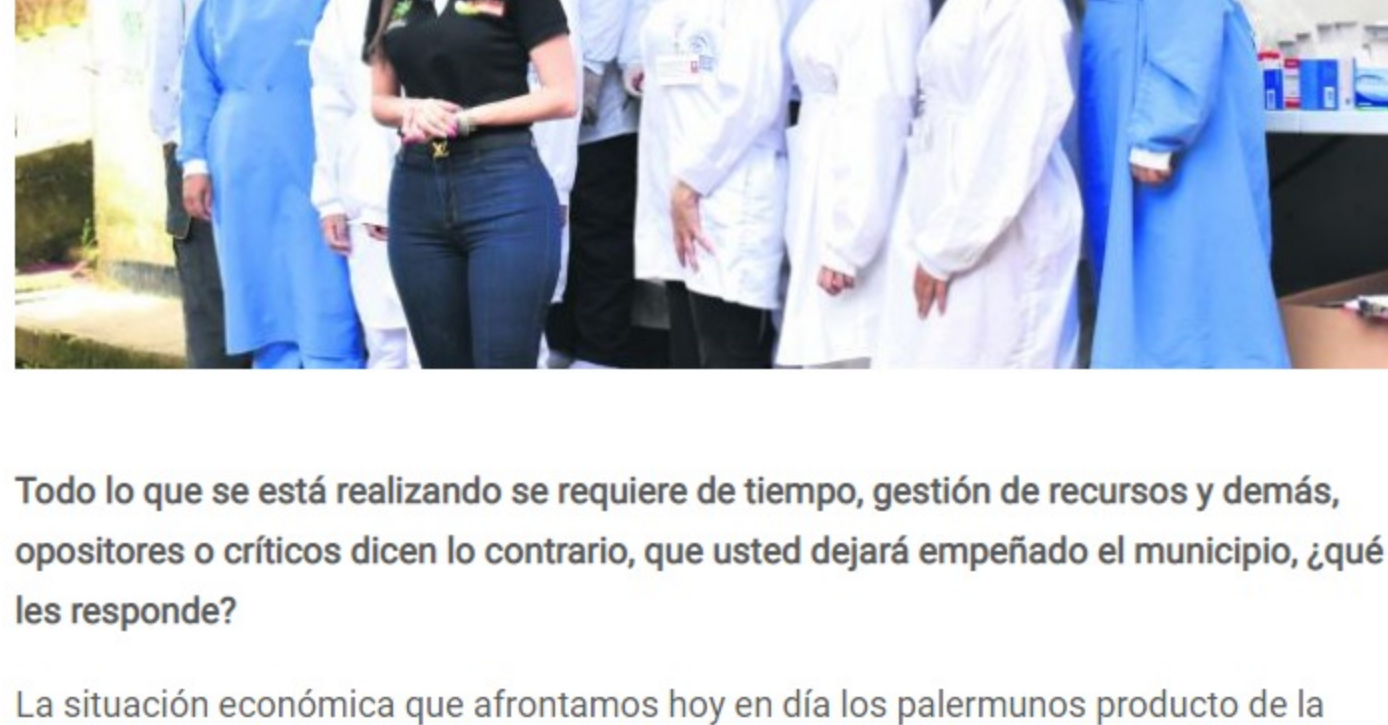 Todo lo que se está realizando se requiere de tiempo, gestión de recursos y demás,
opositores o críticos dicen lo contrario, que usted dejará empeñado el municipio, ¿qué
les responde?
La situación económica que afrontamos hoy en día los palermunos producto de la